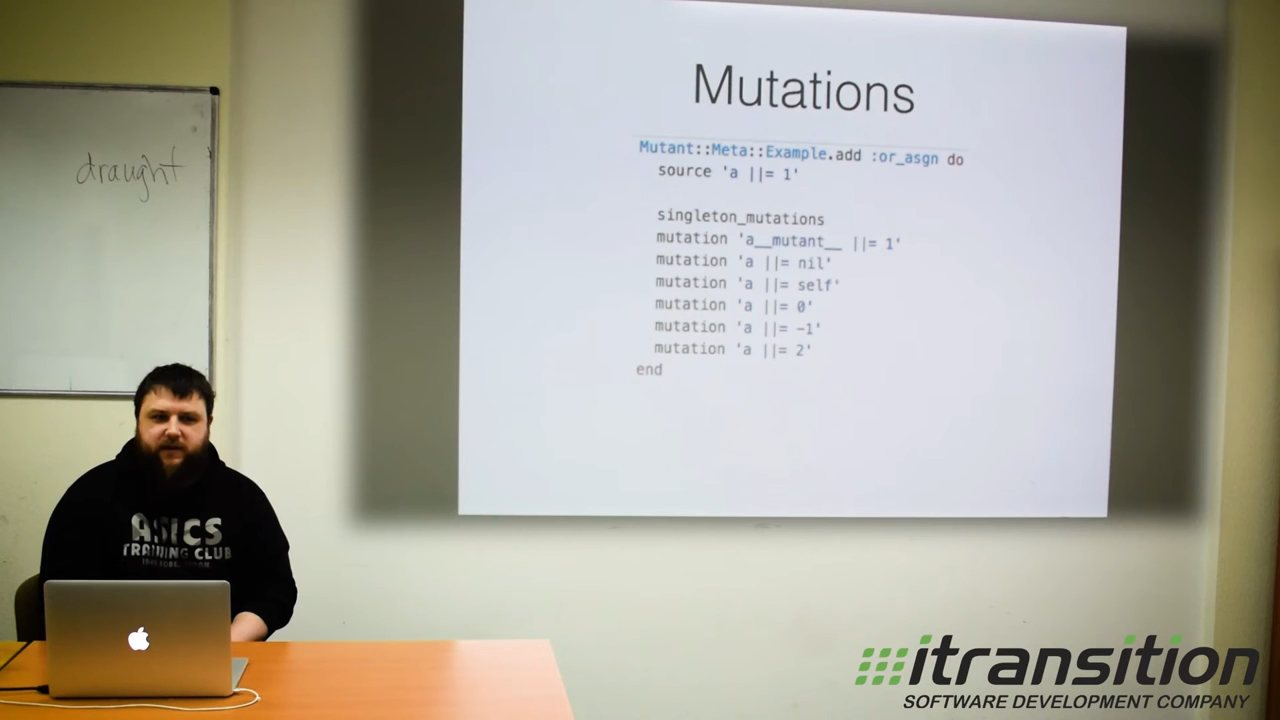 draught
Mutations
Mutant::Meta::Example.add :or_asgn do
source 'a ||= 1'
singleton_mutations
mutation 'a__mutant__ ||= 1'
mutation 'a ||= nil'
mutation 'a ||= self'
mutation 'a ||= 0'
mutation 'a ||= -1'
mutation 'a ||= 2'
end
ASICS
TRAINING CLUB
itransition
SOFTWARE DEVELOPMENT COMPANY